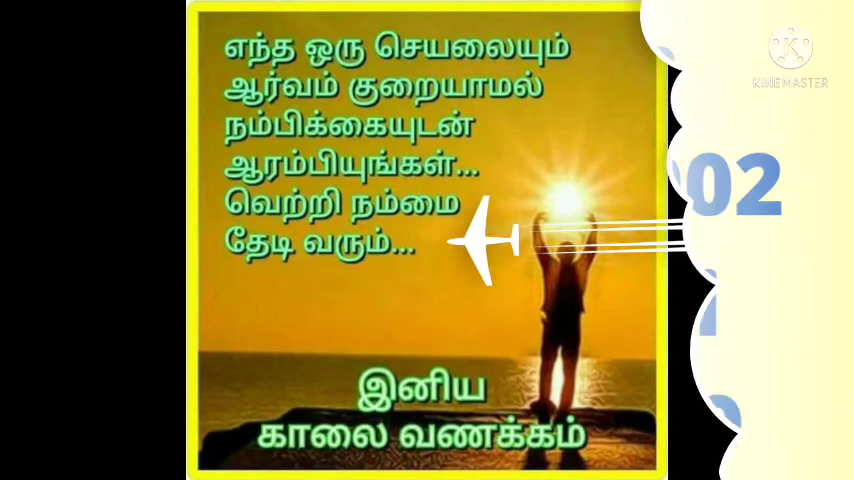 எந்த ஒரு செயலையும்
ஆர்வம் குறையாமல்
நம்பிக்கையுடன்
ஆரம்பியுங்கள்...
வெற்றி நம்மை
தேடி வரும்...
இனிய
காலை வணக்கம்
KINEMASTER
02